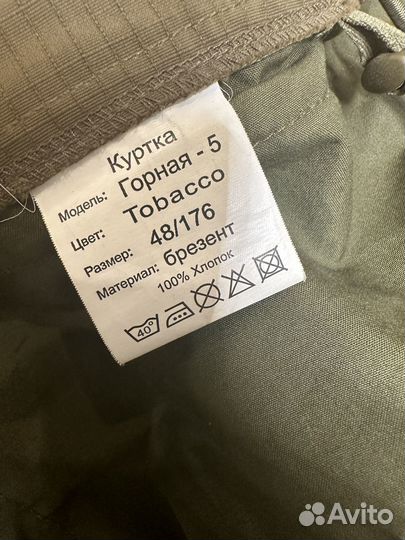 Куртка
Модель: Горная - 5
Цвет: Tobacco
Размер: 48/176
Материал: брезент
100% Хлопок
40°
Avito